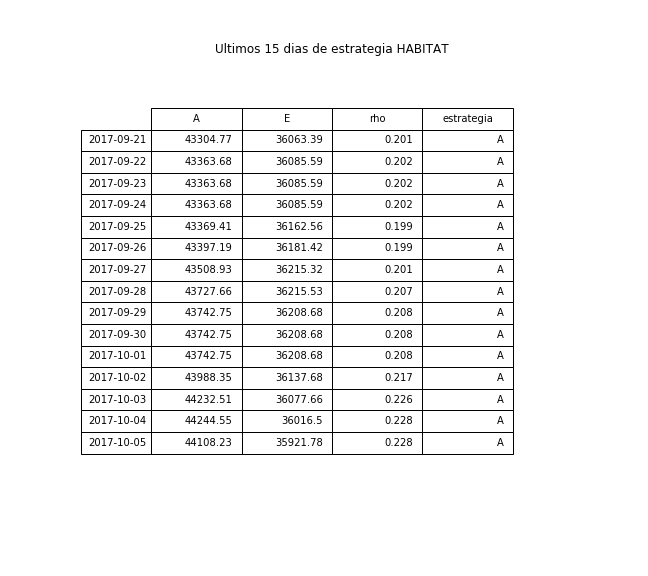 Ultimos 15 dias de estrategia HABITAT
A E rho estrategia
2017-09-21 43304.77 36063.39 0.201 A
2017-09-22 43363.68 36085.59 0.202 A
2017-09-23 43363.68 36085.59 0.202 A
2017-09-24 43363.68 36085.59 0.202 A
2017-09-25 43369.41 36162.56 0.199 A
2017-09-26 43397.19 36181.42 0.199 A
2017-09-27 43508.93 36215.32 0.201 A
2017-09-28 43727.66 36215.53 0.207 A
2017-09-29 43742.75 36208.68 0.208 A
2017-09-30 43742.75 36208.68 0.208 A
2017-10-01 43742.75 36208.68 0.208 A
2017-10-02 43988.35 36137.68 0.217 A
2017-10-03 44232.51 36077.66 0.226 A
2017-10-04 44244.55 36016.5 0.228 A
2017-10-05 44108.23 35921.78 0.228 A